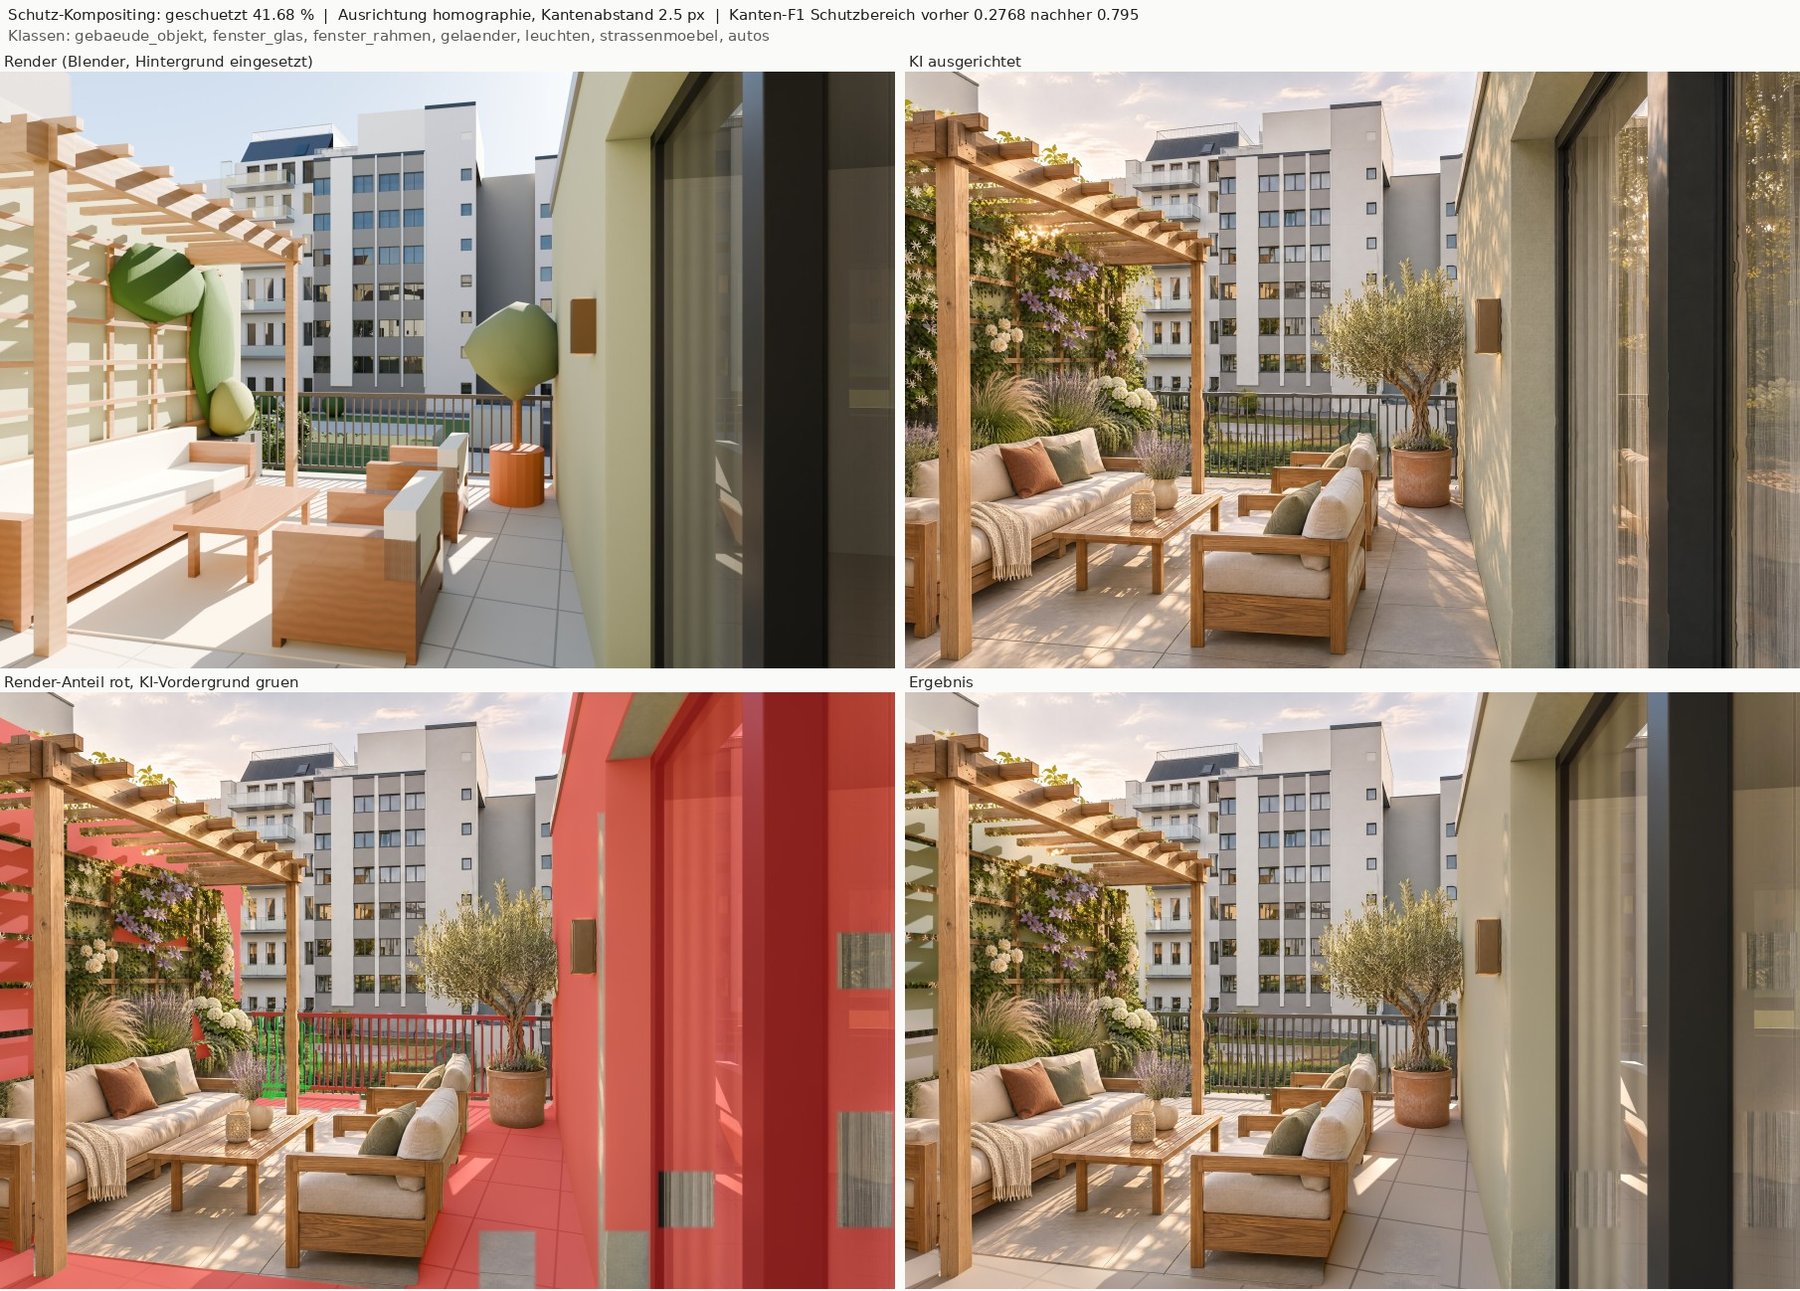 Schutz-Kompositing: geschuetzt 41.68 % | Ausrichtung homographie, Kantenabstand 2.5 px | Kanten-F1 Schutzbereich vorher 0.2768 nachher 0.795
Klassen: gebaeude_objekt, fenster_glas, fenster_rahmen, gelaender, leuchten, strassenmoebel, autos
Render (Blender, Hintergrund eingesetzt)
KI ausgerichtet
Render-Anteil rot, KI-Vordergrund gruen
Ergebnis